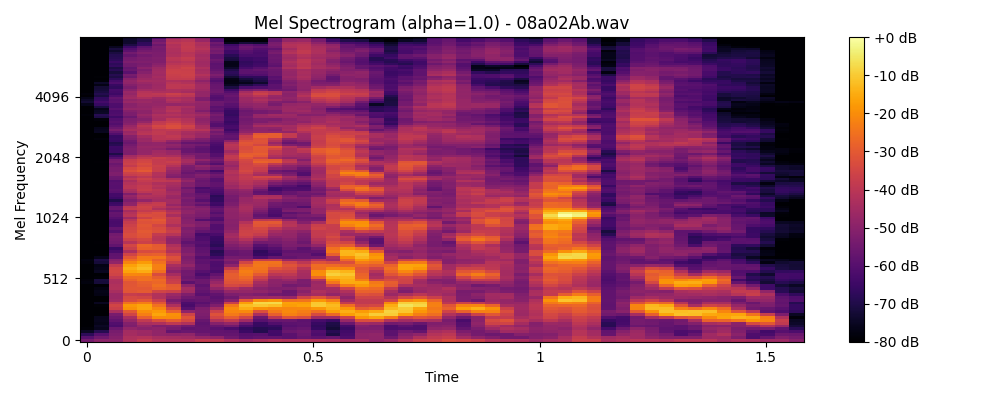 Mel Spectrogram (alpha=1.0) - 08a02Ab.wav
Mel Frequency
4096
2048
1024
512
0
0
0.5
1
1.5
Time
+0 dB
-10 dB
-20 dB
-30 dB
-40 dB
-50 dB
-60 dB
-70 dB
-80 dB